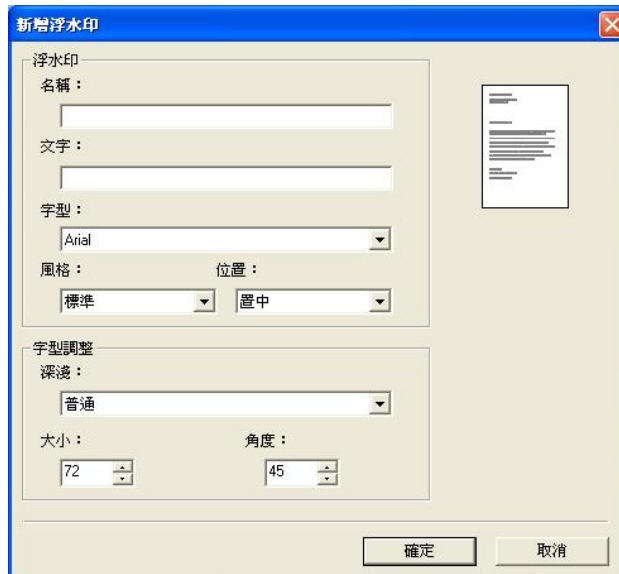 新增浮水印
浮水印
名稱：
文字：
字型：
Arial
風格： 位置：
標準 置中
字型調整
深淺：
普通
大小： 角度：
72 45
確定 取消